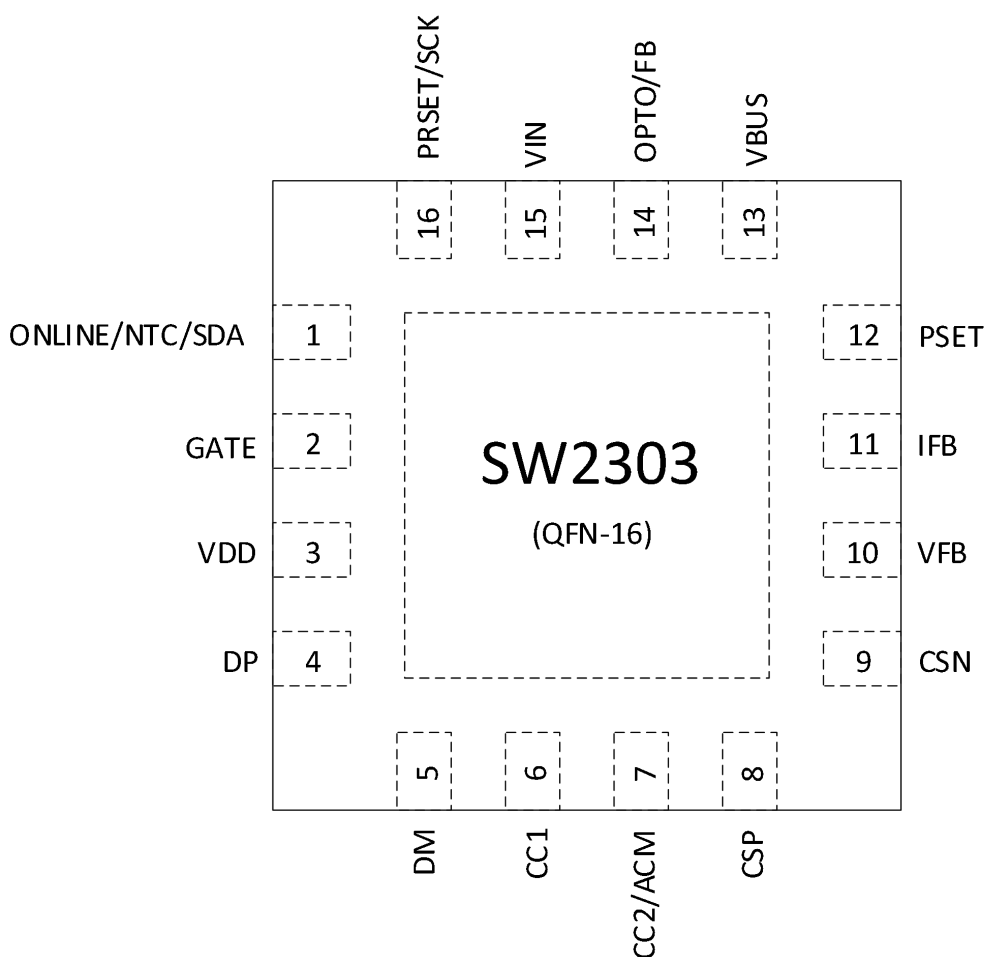 PRSET/SCK
VIN
OPTO/FB
VBUS
16
15
14
13
ONLINE/NTC/SDA 1
12 PSET
GATE 2
11 IFB
SW2303
(QFN-16)
VDD 3
10 VFB
DP 4
9 CSN
5
6
7
8
DM
CC1
CC2/ACM
CSP